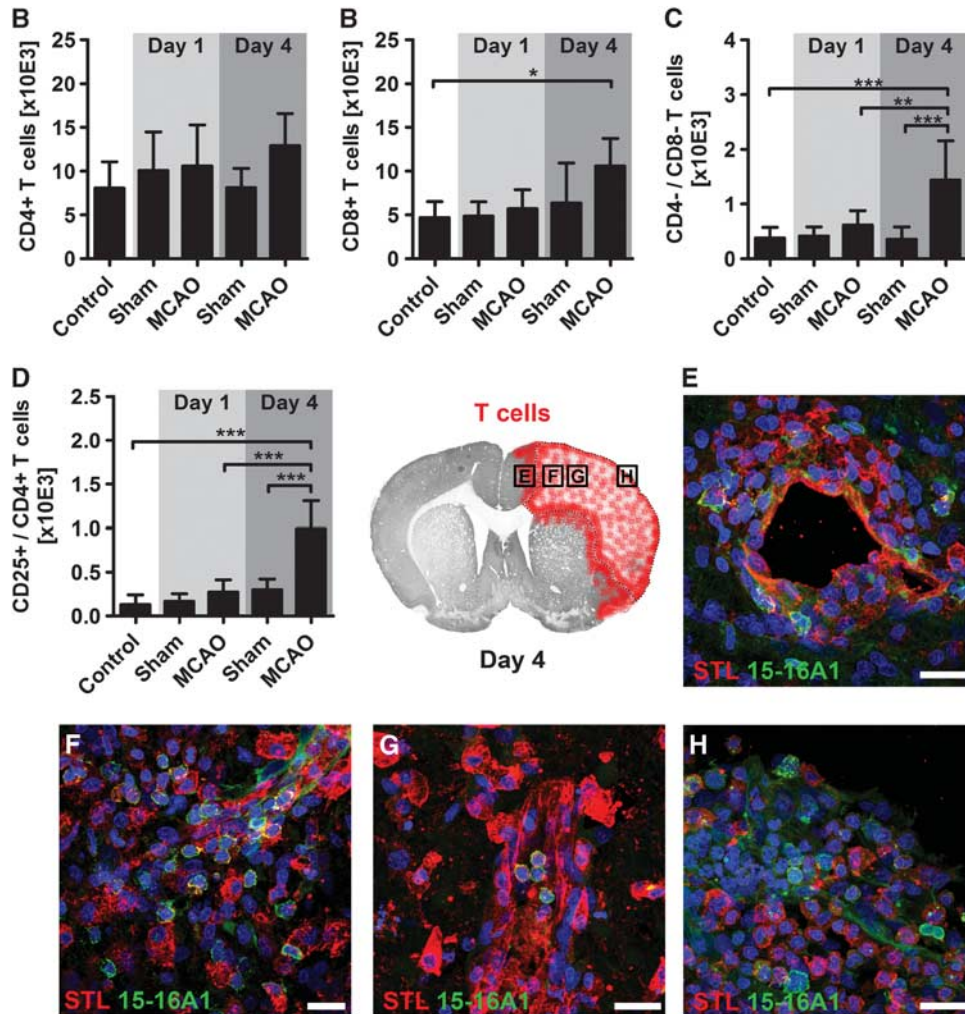 B
CD4+ T cells [x10E3]
25
20
15
10
5
0
Day 1
Day 4
Control
Sham
MCAO
Sham
MCAO
B
CD8+ T cells [x10E3]
25
20
15
10
5
0
Day 1
Day 4
*
Control
Sham
MCAO
Sham
MCAO
C
CD4- / CD8- T cells
[x10E3]
4
3
2
1
0
Day 1
Day 4
***
**
***
Control
Sham
MCAO
Sham
MCAO
D
CD25+ / CD4+ T cells
[x10E3]
2.5
2.0
1.5
1.0
0.5
0.0
Day 1
Day 4
***
***
***
Control
Sham
MCAO
Sham
MCAO
T cells
E F G H
Day 4
E
STL 15-16A1
F
STL 15-16A1
G
STL 15-16A1
H
STL 15-16A1